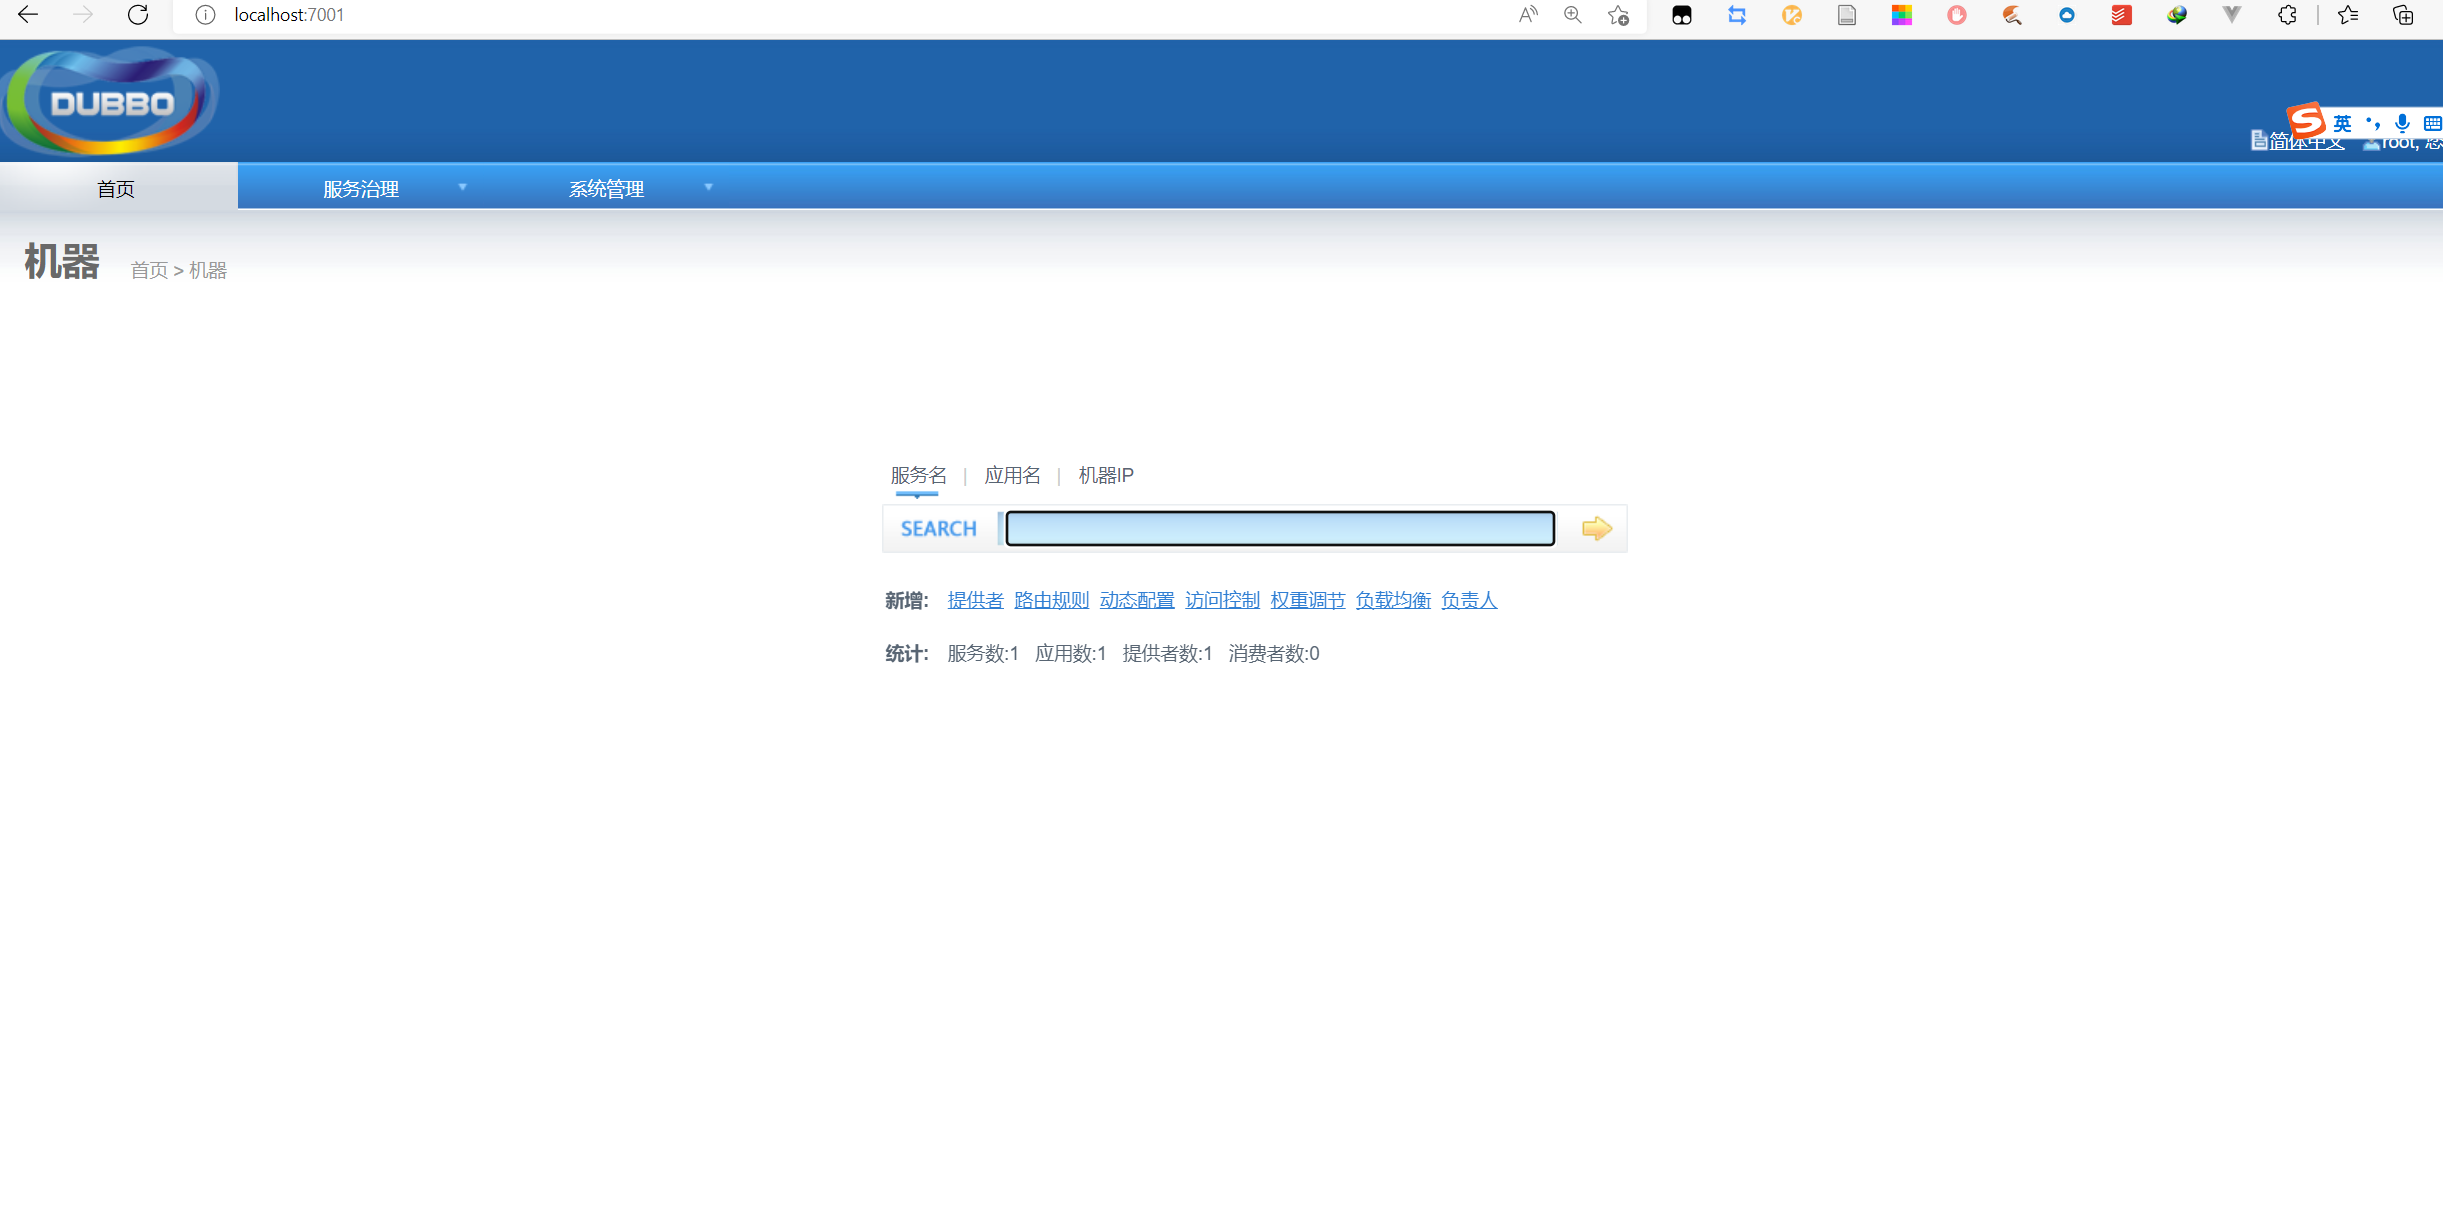 localhost:7001
DUBBO
英
简体中文 root, 您
首页 服务治理 系统管理
机器 首页 > 机器
服务名 | 应用名 | 机器IP
SEARCH
新增: 提供者 路由规则 动态配置 访问控制 权重调节 负载均衡 负责人
统计: 服务数:1 应用数:1 提供者数:1 消费者数:0